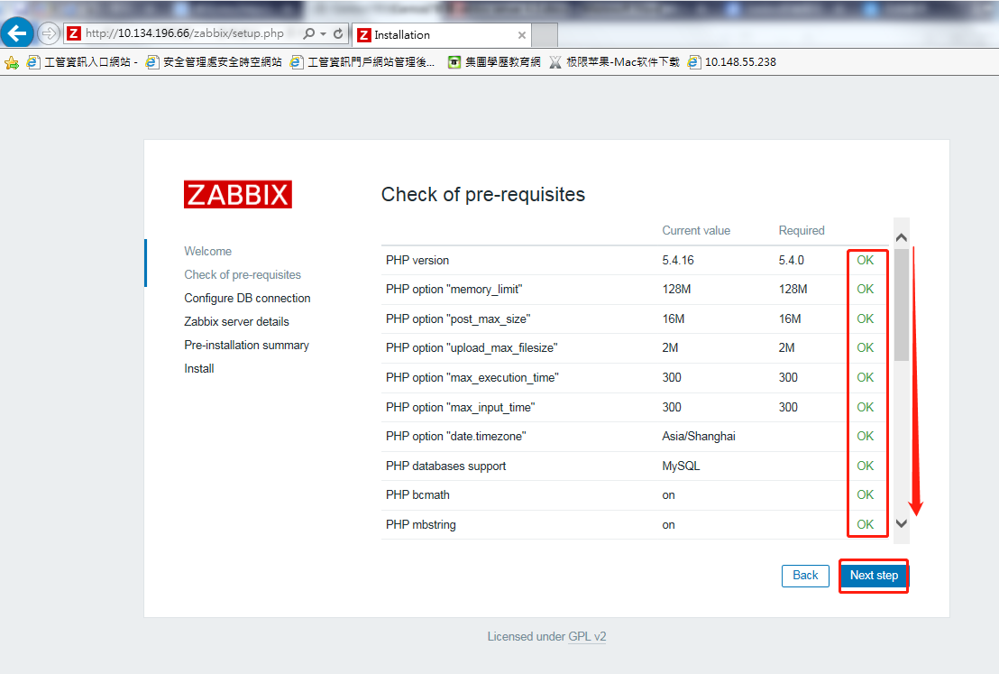 http://10.134.196.66/zabbix/setup.php
Z Installation
工管資訊入口網站 - 安全管理處安全時空網站 工管資訊門戶網站管理後... 集團學歷教育網 极限苹果-Mac软件下载 10.148.55.238
ZABBIX
Welcome
Check of pre-requisites
Configure DB connection
Zabbix server details
Pre-installation summary
Install
Check of pre-requisites
Current value Required
PHP version 5.4.16 5.4.0 OK
PHP option "memory_limit" 128M 128M OK
PHP option "post_max_size" 16M 16M OK
PHP option "upload_max_filesize" 2M 2M OK
PHP option "max_execution_time" 300 300 OK
PHP option "max_input_time" 300 300 OK
PHP option "date.timezone" Asia/Shanghai OK
PHP databases support MySQL OK
PHP bcmath on OK
PHP mbstring on OK
Back Next step
Licensed under GPL v2